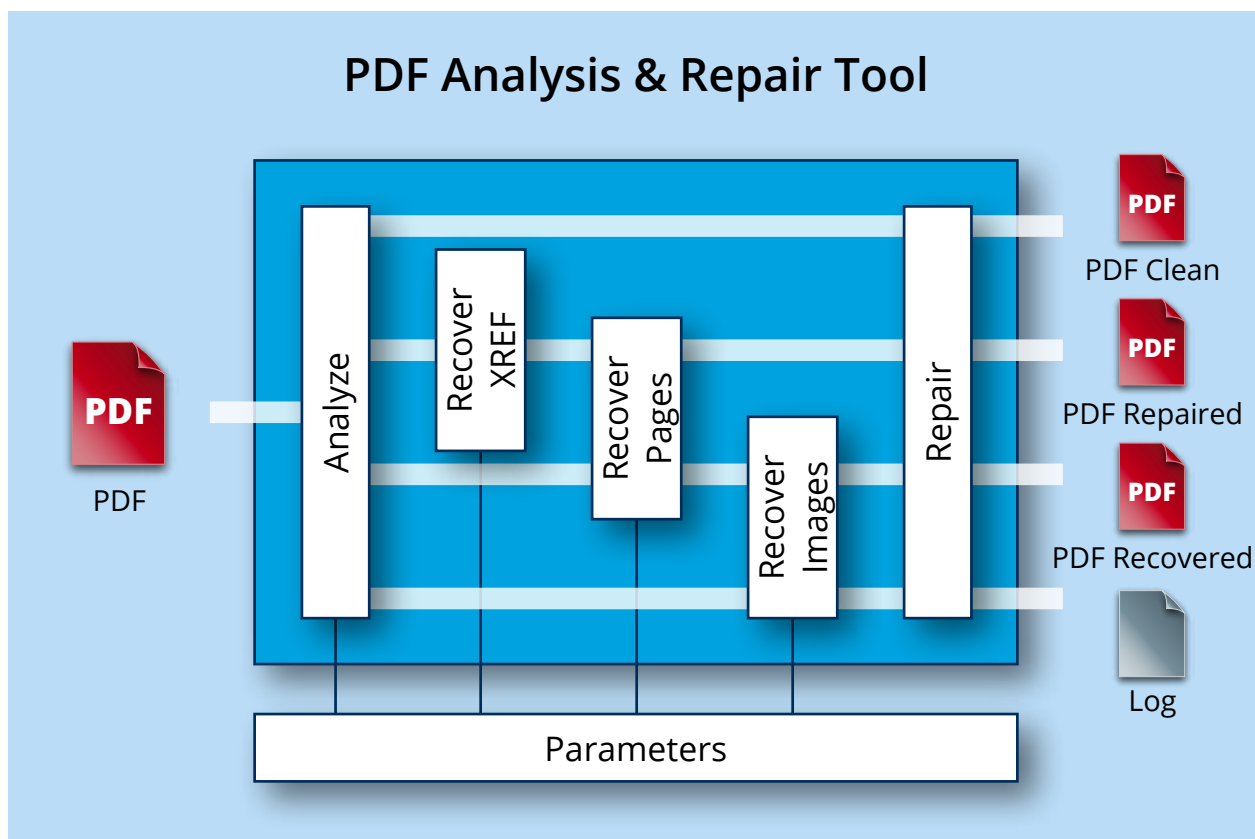 PDF Analysis & Repair Tool
PDF
PDF
Analyze
Recover
XREF
Recover
Pages
Recover
Images
Repair
PDF
PDF Clean
PDF
PDF Repaired
PDF
PDF Recovered
Log
Parameters